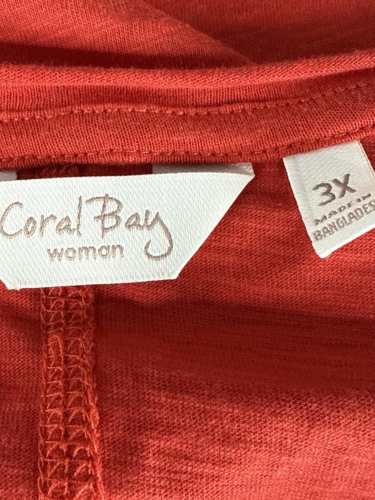 Coral Bay
woman
3X
MADE IN
BANGLADES